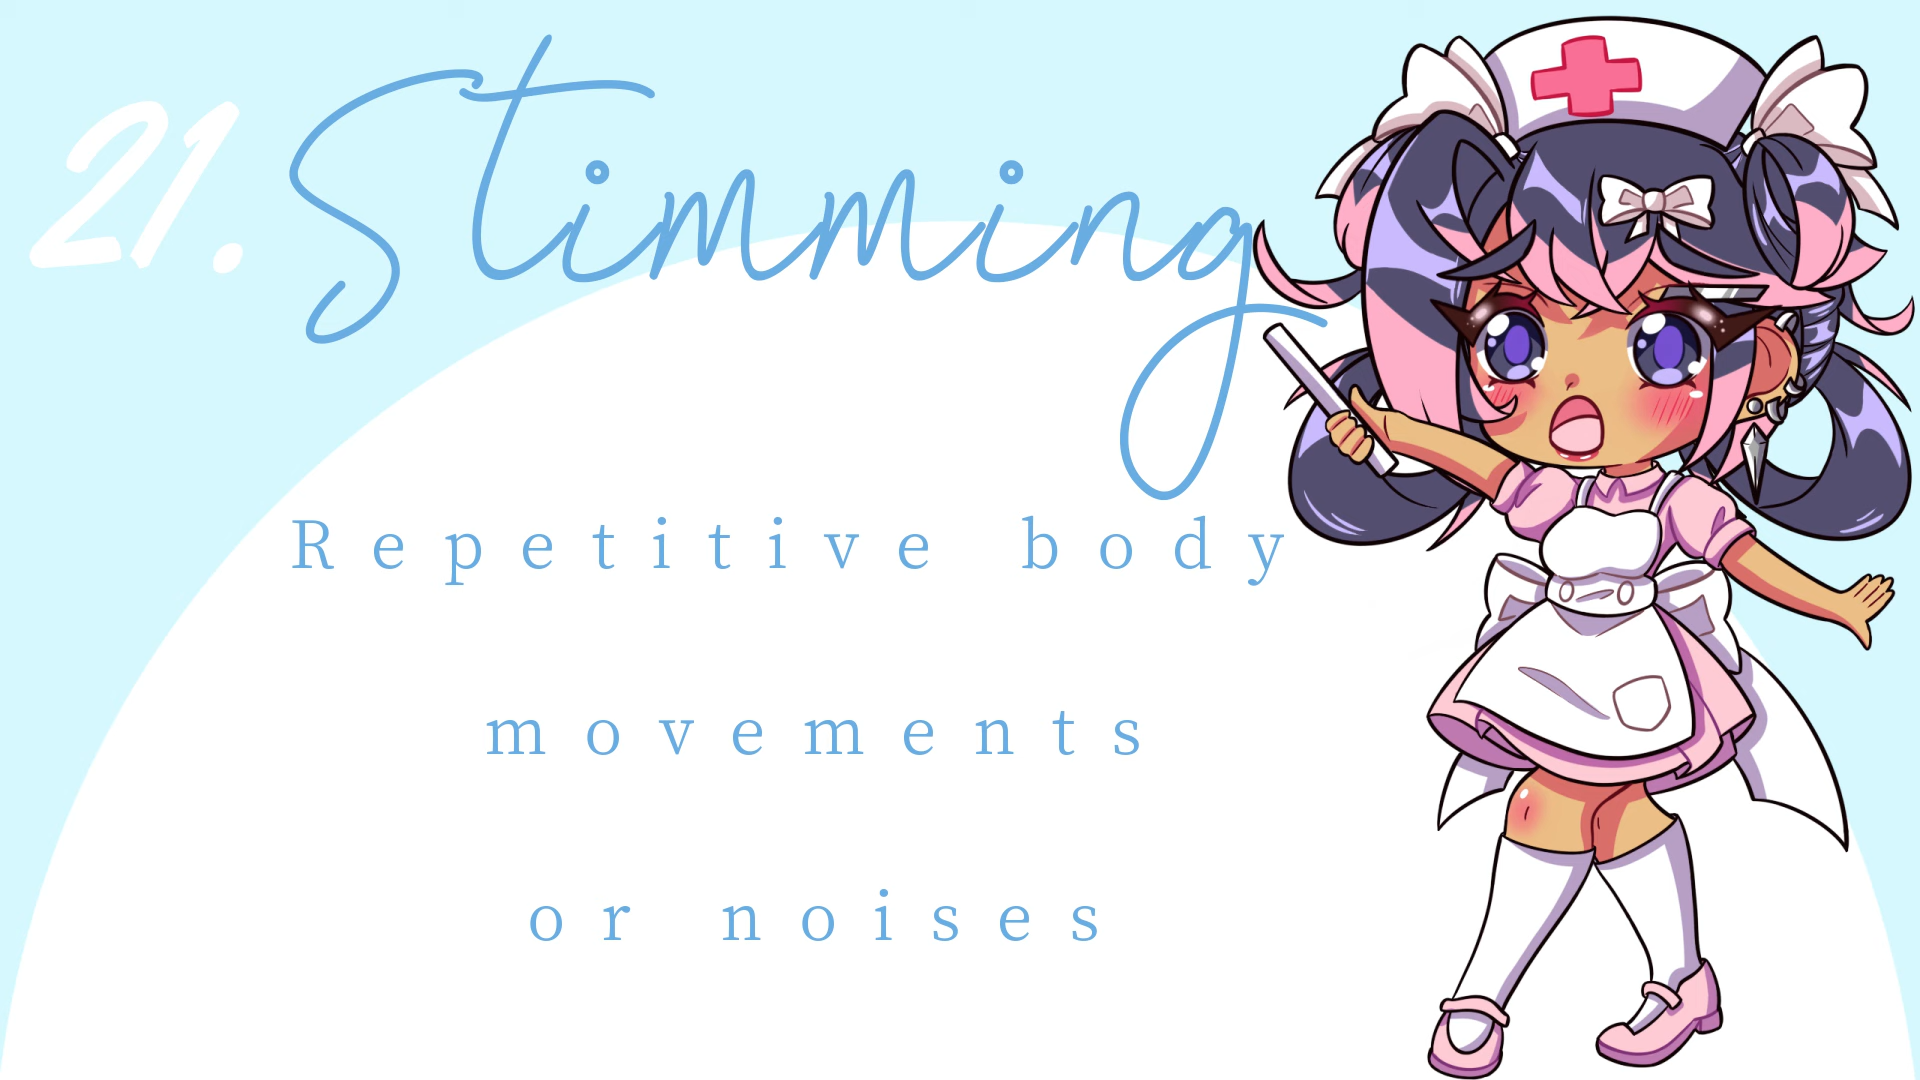 21. Stimming
Repetitive body
movements
or noises